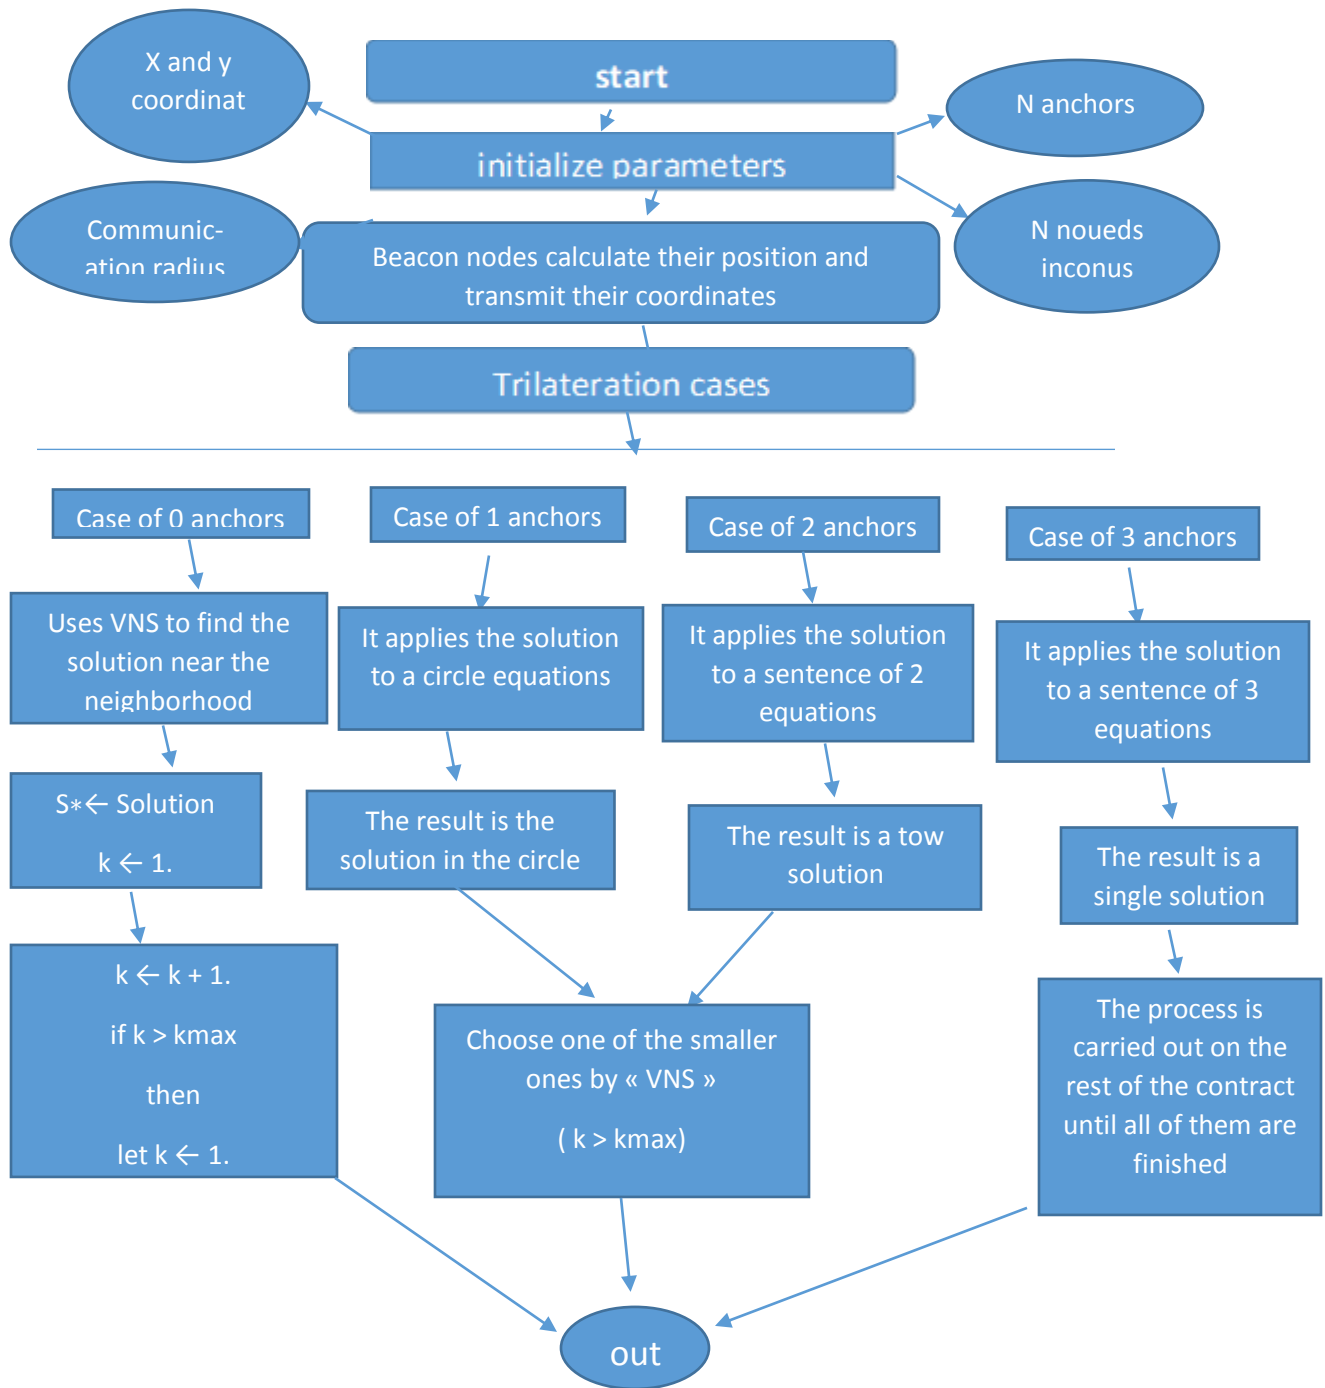 start
X and y
coordinat
N anchors
initialize parameters
Communic-
ation radius
N noueds
inconus
Beacon nodes calculate their position and
transmit their coordinates
Trilateration cases
Case of 0 anchors
Case of 1 anchors
Case of 2 anchors
Case of 3 anchors
Uses VNS to find the
solution near the
neighborhood
It applies the solution
to a circle equations
It applies the solution
to a sentence of 2
equations
It applies the solution
to a sentence of 3
equations
S*← Solution
k ← 1.
The result is the
solution in the circle
The result is a tow
solution
The result is a
single solution
k ← k + 1.
if k > kmax
then
let k ← 1.
Choose one of the smaller
ones by « VNS »
( k > kmax)
The process is
carried out on the
rest of the contract
until all of them are
finished
out